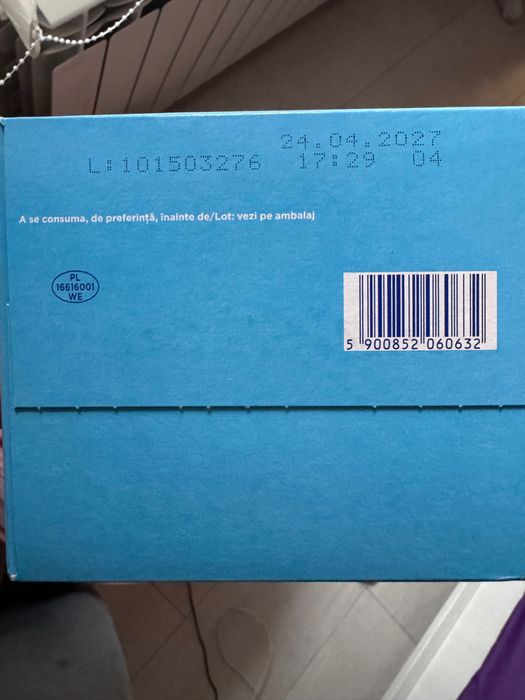 24.04.2027
L:101503276 17:29 04
A se consuma, de preferință, înainte de/Lot: vezi pe ambalaj
PL
16616001
WE
5 900852 060632